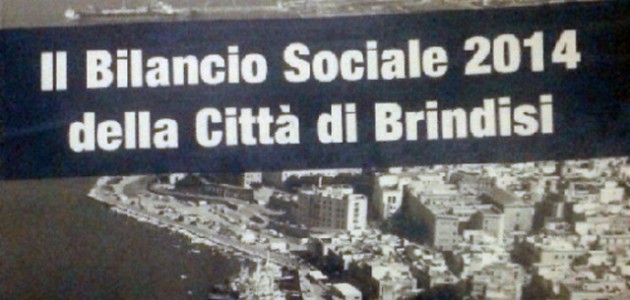 Il Bilancio Sociale 2014
della Città di Brindisi